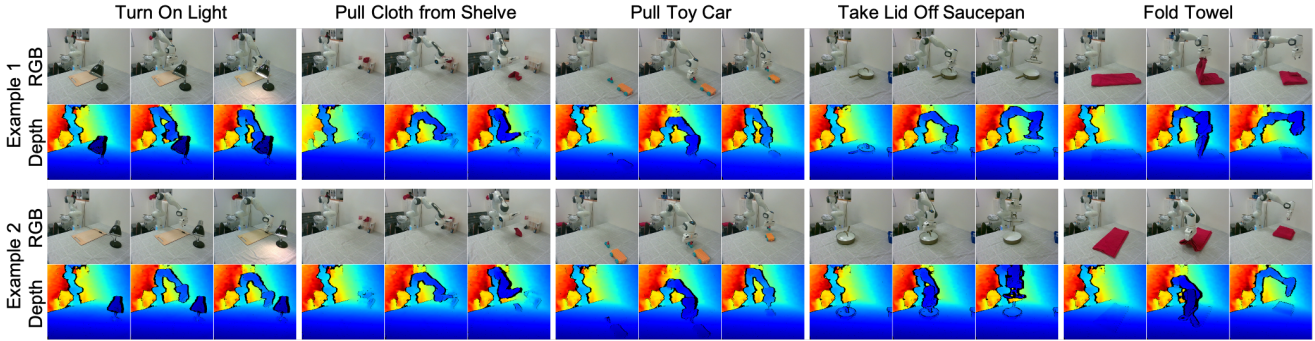 Turn On Light
Pull Cloth from Shelve
Pull Toy Car
Take Lid Off Saucepan
Fold Towel
Example 1
RGB
Depth
Example 2
RGB
Depth